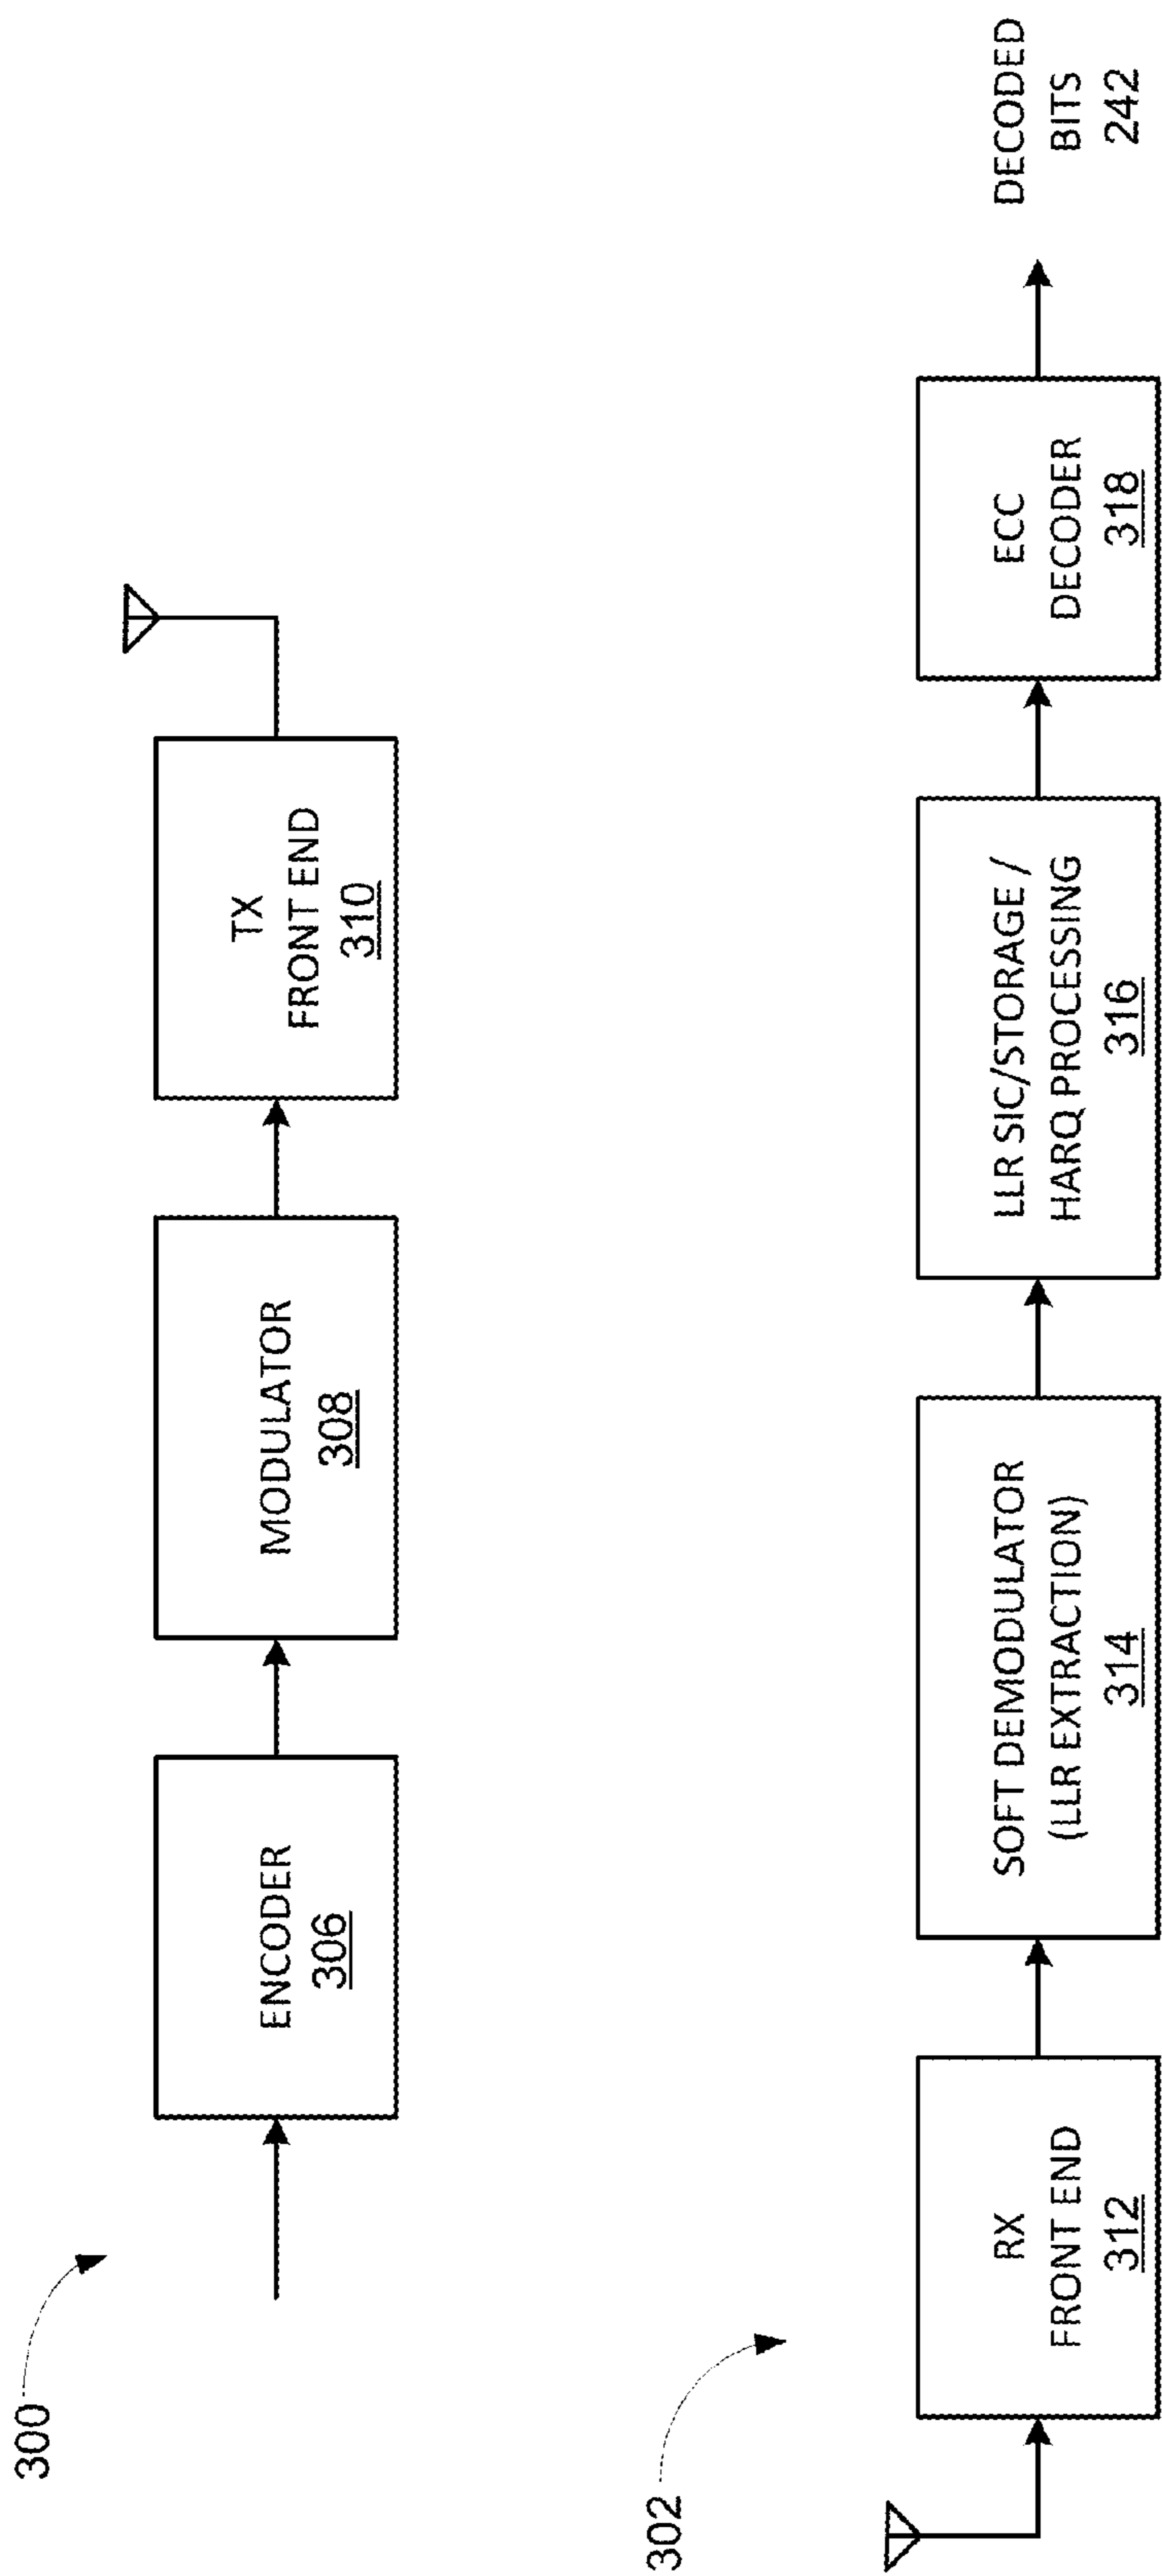 300
ENCODER
306
MODULATOR
308
TX
FRONT END
310
302
RX
FRONT END
312
SOFT DEMODULATOR
(LLR EXTRACTION)
314
LLR SIC/STORAGE /
HARQ PROCESSING
316
ECC
DECODER
318
DECODED
BITS
242